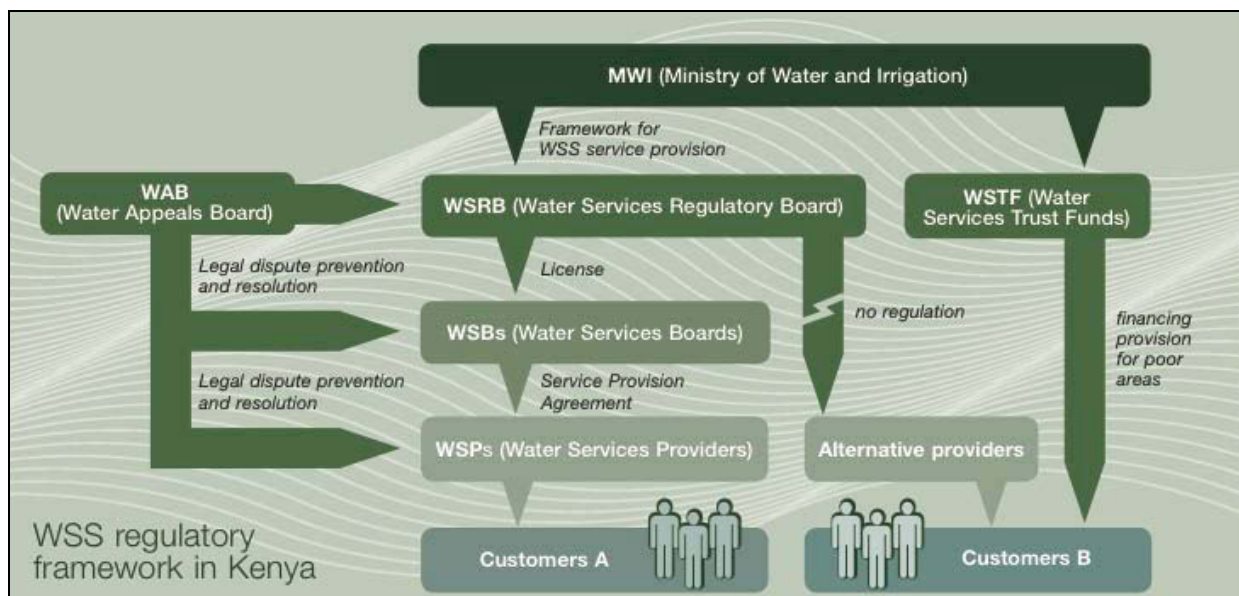 MWI (Ministry of Water and Irrigation)
Framework for
WSS service provision
WAB
(Water Appeals Board)
WSRB (Water Services Regulatory Board)
WSTF (Water
Services Trust Funds)
Legal dispute prevention
and resolution
License
WSBs (Water Services Boards)
no regulation
financing
provision
for poor
areas
Legal dispute prevention
and resolution
Service Provision
Agreement
WSPs (Water Services Providers)
Alternative providers
WSS regulatory
framework in Kenya
Customers A
Customers B